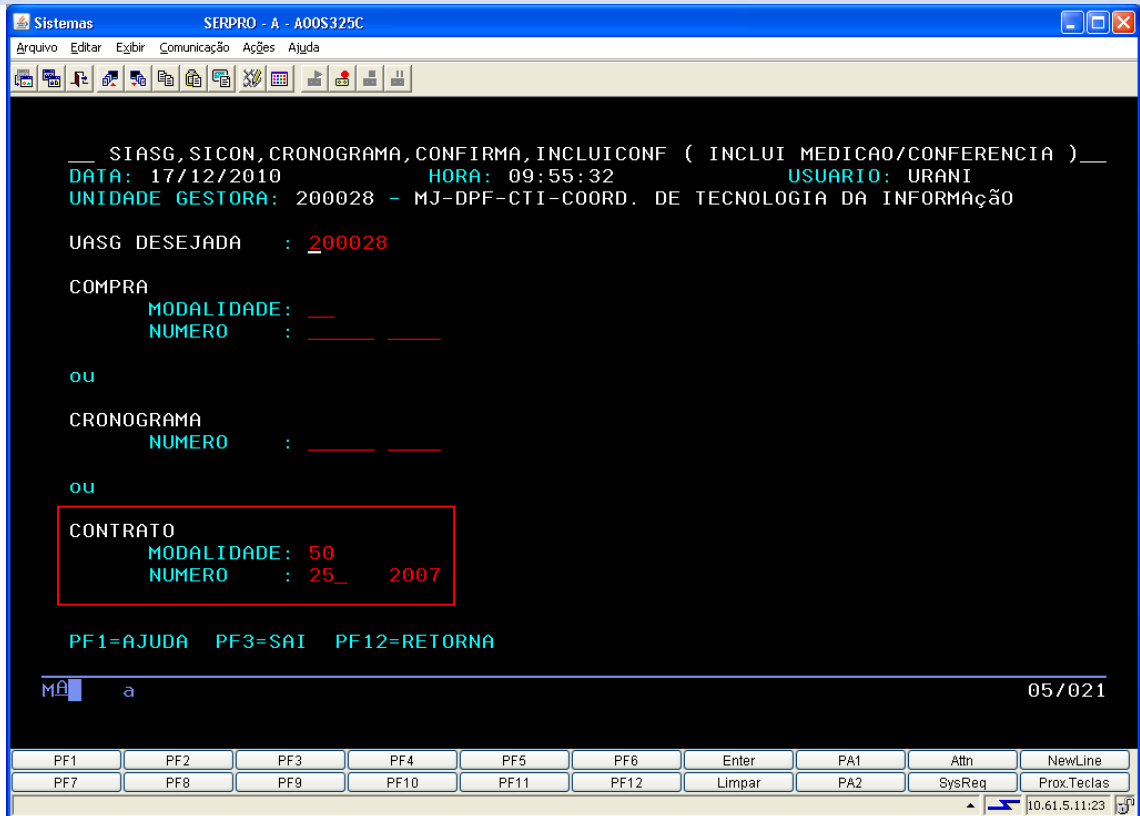 Sistemas SERPRO - A - A00S325C
Arquivo Editar Exibir Comunicação Ações Ajuda
__ SIASG,SICON,CRONOGRAMA,CONFIRMA,INCLUICONF ( INCLUI MEDICAO/CONFERENCIA )__
DATA: 17/12/2010 HORA: 09:55:32 USUARIO: URANI
UNIDADE GESTORA: 200028 - MJ-DPF-CTI-COORD. DE TECNOLOGIA DA INFORMAçãO
UASG DESEJADA : 200028
COMPRA
MODALIDADE: __
NUMERO : _____ ____
ou
CRONOGRAMA
NUMERO : _____ ____
ou
CONTRATO
MODALIDADE: 50
NUMERO : 25_ 2007
PF1=AJUDA PF3=SAI PF12=RETORNA
MA a 05/021
PF1 PF2 PF3 PF4 PF5 PF6 Enter PA1 Attn NewLine
PF7 PF8 PF9 PF10 PF11 PF12 Limpar PA2 SysReq Prox.Teclas
10.61.5.11:23